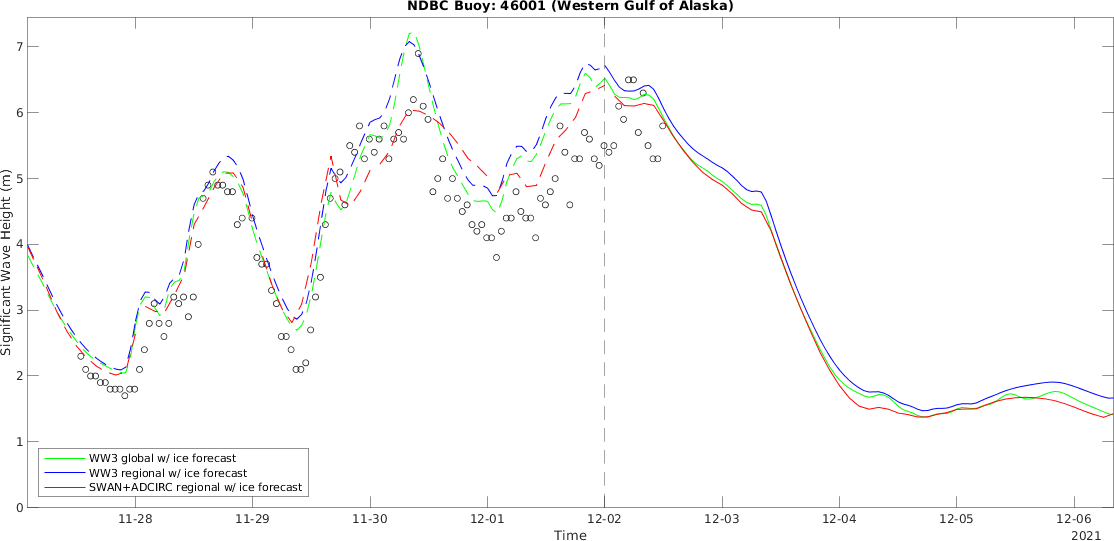 NDBC Buoy: 46001 (Western Gulf of Alaska)
Significant Wave Height (m)
7
6
5
4
3
2
1
0
WW3 global w/ ice forecast
WW3 regional w/ ice forecast
SWAN+ADCIRC regional w/ ice forecast
11-28 11-29 11-30 12-01 12-02 12-03 12-04 12-05 12-06
Time
2021